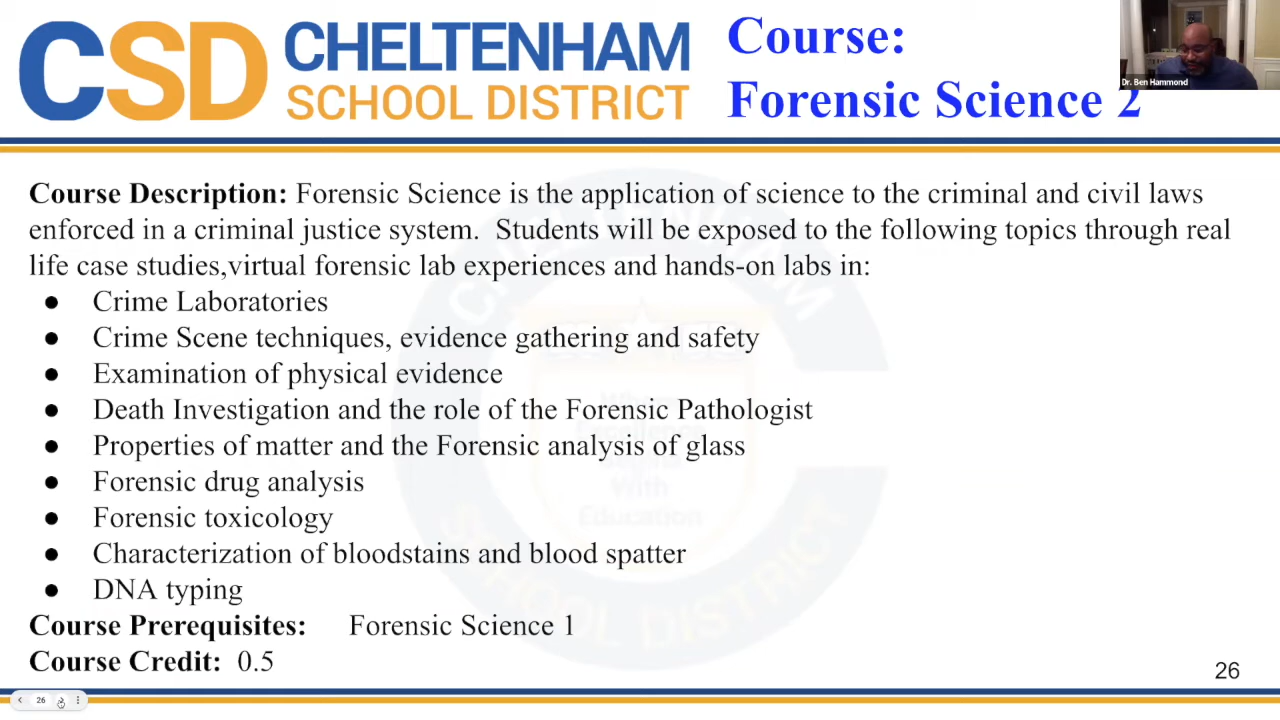 CSD CHELTENHAM
SCHOOL DISTRICT
Course:
Forensic Science 2
Dr. Ben Hammond
Course Description: Forensic Science is the application of science to the criminal and civil laws
enforced in a criminal justice system.  Students will be exposed to the following topics through real
life case studies,virtual forensic lab experiences and hands-on labs in:
● Crime Laboratories
● Crime Scene techniques, evidence gathering and safety
● Examination of physical evidence
● Death Investigation and the role of the Forensic Pathologist
● Properties of matter and the Forensic analysis of glass
● Forensic drug analysis
● Forensic toxicology
● Characterization of bloodstains and blood spatter
● DNA typing
Course Prerequisites: Forensic Science 1
Course Credit: 0.5
CHELTENHAM
With
Education
SCHOOL DISTRICT
26
26